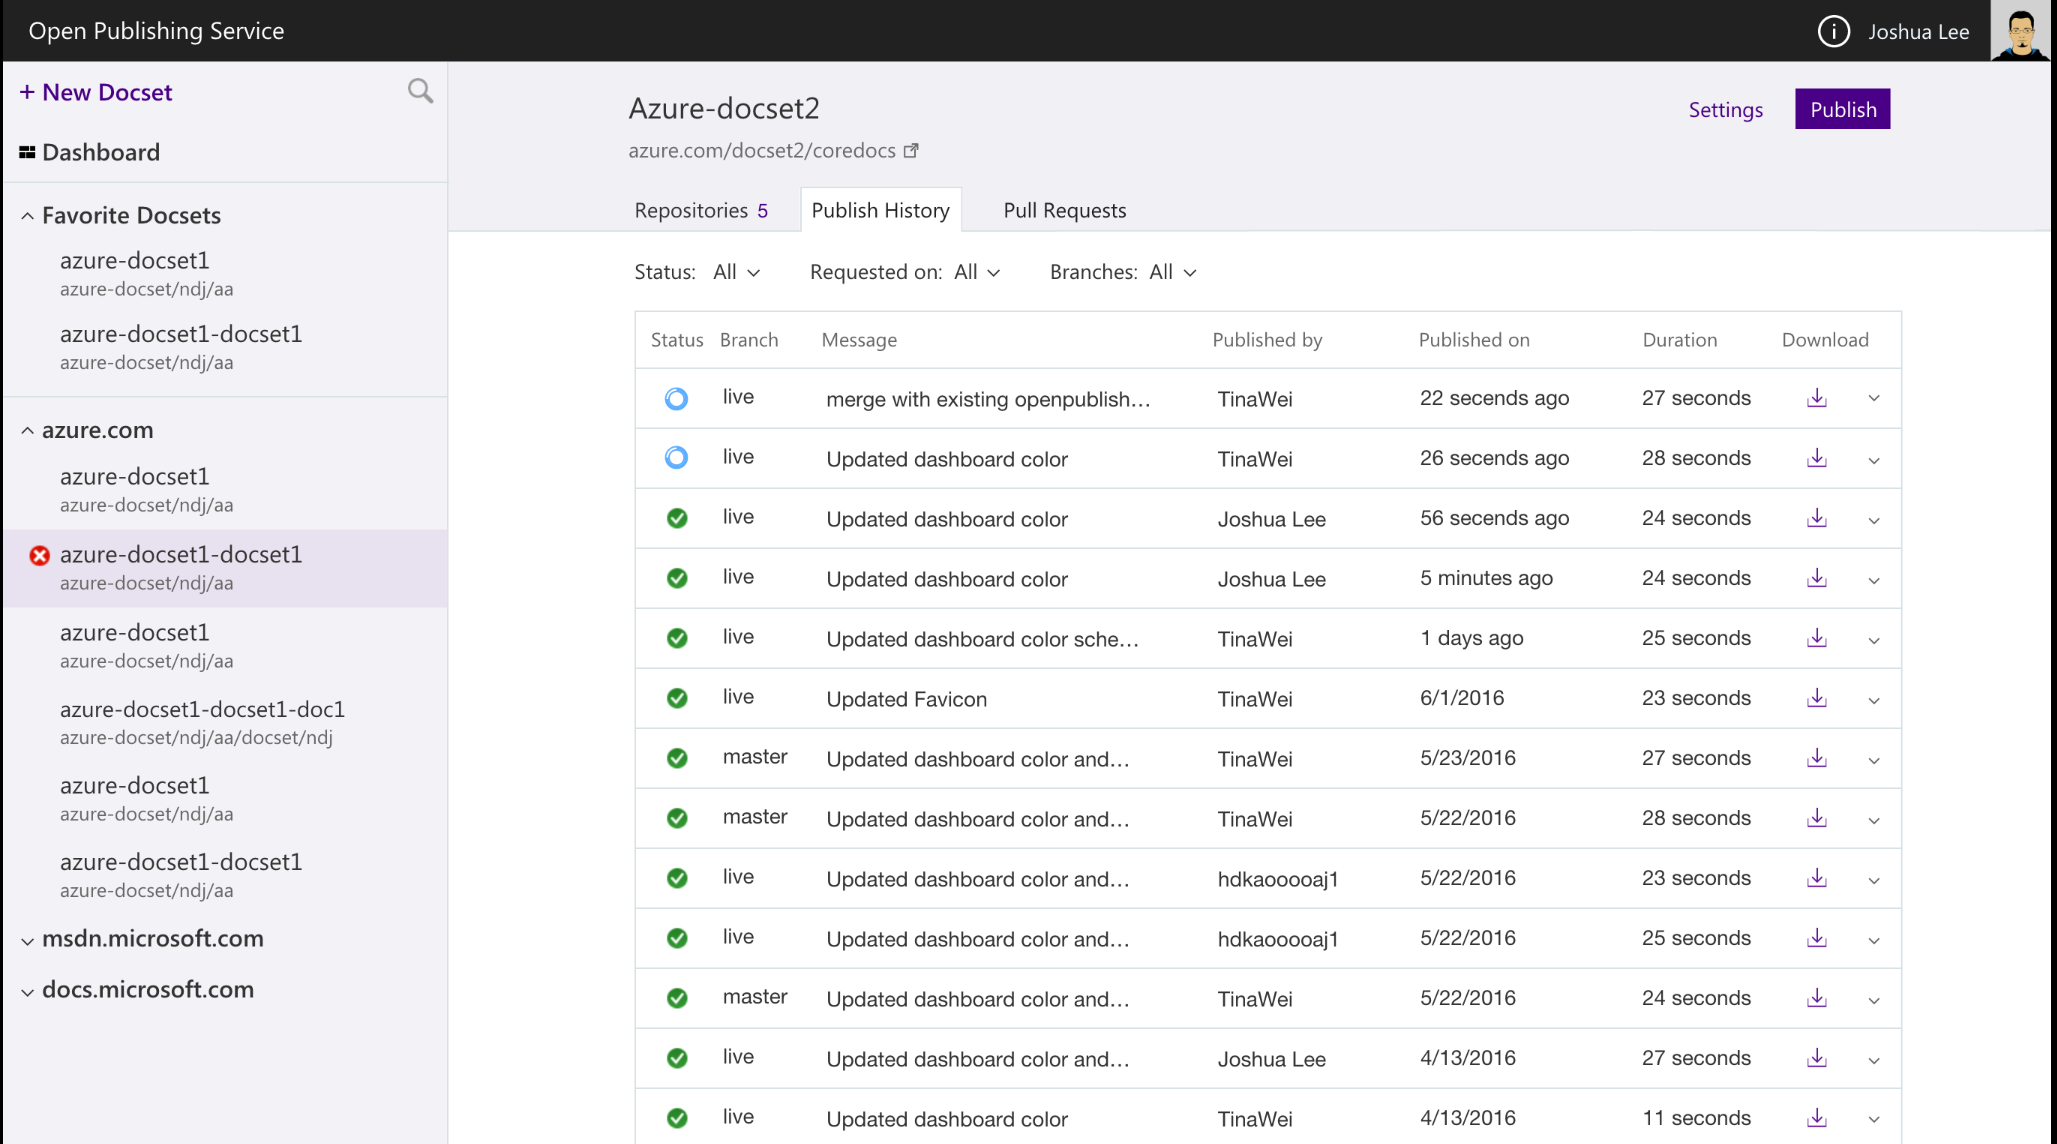 Open Publishing Service
Joshua Lee
+ New Docset
Dashboard
Favorite Docsets
azure-docset1
azure-docset/ndj/aa
azure-docset1-docset1
azure-docset/ndj/aa
azure.com
azure-docset1
azure-docset/ndj/aa
azure-docset1-docset1
azure-docset/ndj/aa
azure-docset1
azure-docset/ndj/aa
azure-docset1-docset1-doc1
azure-docset/ndj/aa/docset/ndj
azure-docset1
azure-docset/ndj/aa
azure-docset1-docset1
azure-docset/ndj/aa
msdn.microsoft.com
docs.microsoft.com
Azure-docset2
azure.com/docset2/coredocs
Settings
Publish
Repositories 5
Publish History
Pull Requests
Status: All Requested on: All Branches: All
Status Branch Message Published by Published on Duration Download
live merge with existing openpublish... TinaWei 22 secends ago 27 seconds
live Updated dashboard color TinaWei 26 secends ago 28 seconds
live Updated dashboard color Joshua Lee 56 secends ago 24 seconds
live Updated dashboard color Joshua Lee 5 minutes ago 24 seconds
live Updated dashboard color sche... TinaWei 1 days ago 25 seconds
live Updated Favicon TinaWei 6/1/2016 23 seconds
master Updated dashboard color and... TinaWei 5/23/2016 27 seconds
master Updated dashboard color and... TinaWei 5/22/2016 28 seconds
live Updated dashboard color and... hdkaooooaj1 5/22/2016 23 seconds
live Updated dashboard color and... hdkaooooaj1 5/22/2016 25 seconds
master Updated dashboard color and... TinaWei 5/22/2016 24 seconds
live Updated dashboard color and... Joshua Lee 4/13/2016 27 seconds
live Updated dashboard color TinaWei 4/13/2016 11 seconds